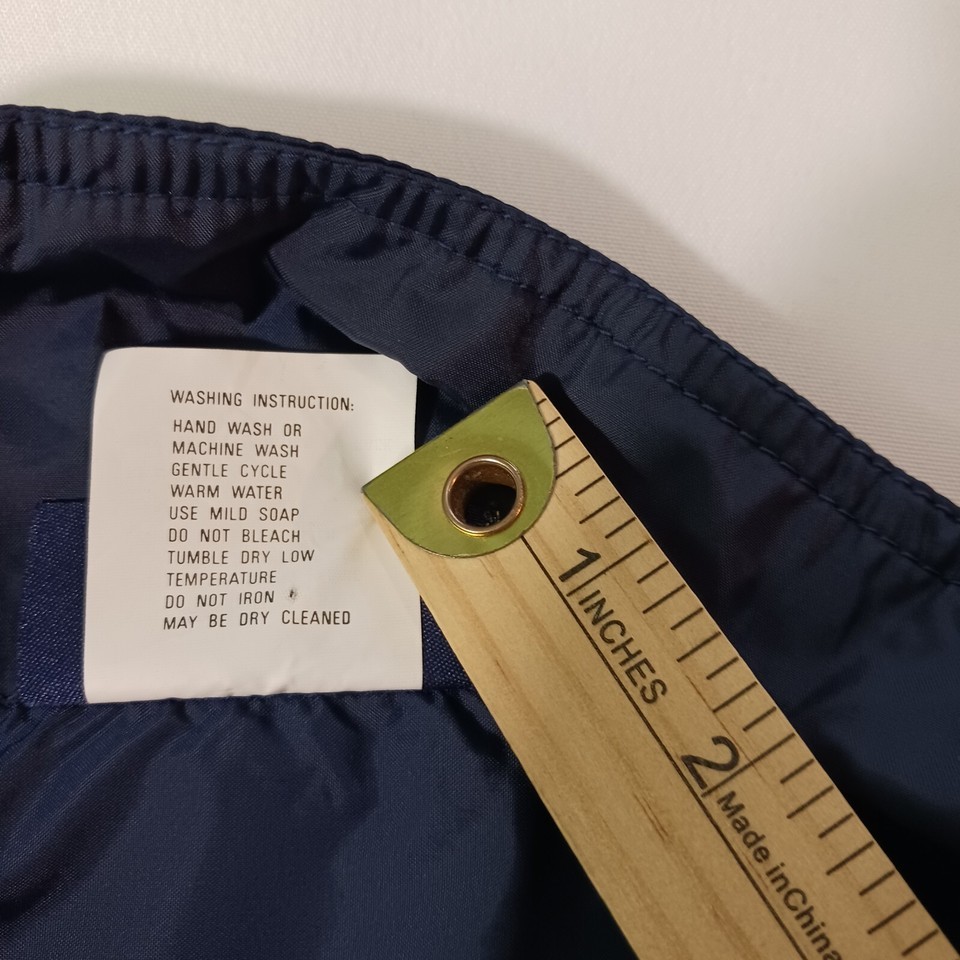 WASHING INSTRUCTION:
HAND WASH OR
MACHINE WASH
GENTLE CYCLE
WARM WATER
USE MILD SOAP
DO NOT BLEACH
TUMBLE DRY LOW
TEMPERATURE
DO NOT IRON
MAY BE DRY CLEANED
1
INCHES
2
Made in China